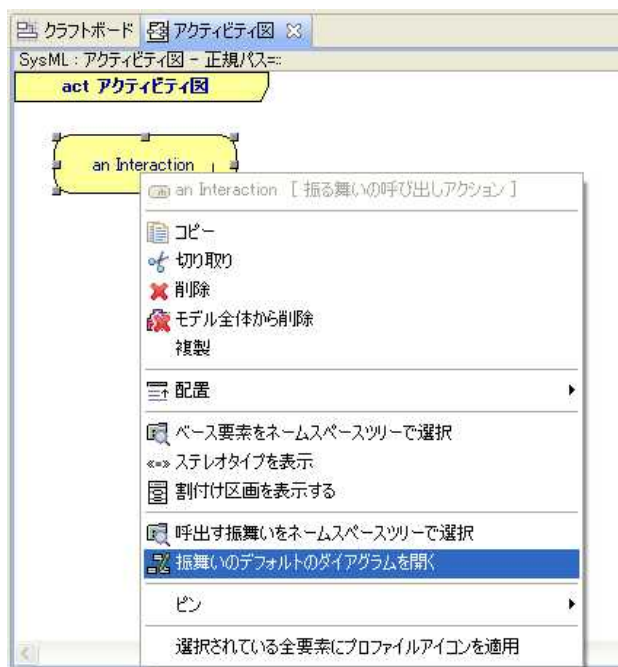 クラフトボード アクティビティ図
SysML : アクティビティ図 - 正規パス=::
act アクティビティ図
an Interaction
an Interaction [ 振る舞いの呼び出しアクション ]
コピー
切り取り
削除
モデル全体から削除
複製
配置
ベース要素をネームスペースツリーで選択
«=» ステレオタイプを表示
割付け区画を表示する
呼出す振舞いをネームスペースツリーで選択
振舞いのデフォルトのダイアグラムを開く
ピン
選択されている全要素にプロファイルアイコンを適用